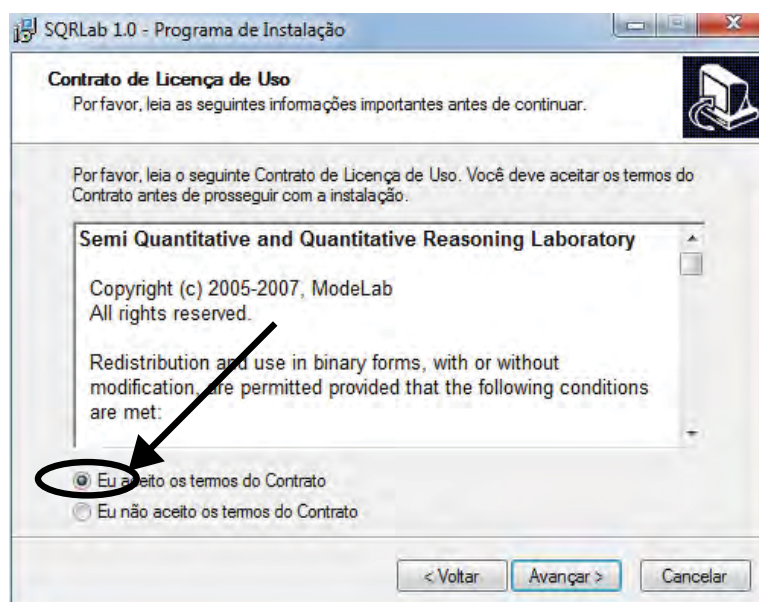 SQRLab 1.0 - Programa de Instalação
Contrato de Licença de Uso
Por favor, leia as seguintes informações importantes antes de continuar.
Por favor, leia o seguinte Contrato de Licença de Uso. Você deve aceitar os termos do
Contrato antes de prosseguir com a instalação.
Semi Quantitative and Quantitative Reasoning Laboratory
Copyright (c) 2005-2007, ModeLab
All rights reserved.
Redistribution and use in binary forms, with or without
modification, are permitted provided that the following conditions
are met:
Eu aceito os termos do Contrato
Eu não aceito os termos do Contrato
< Voltar Avançar > Cancelar